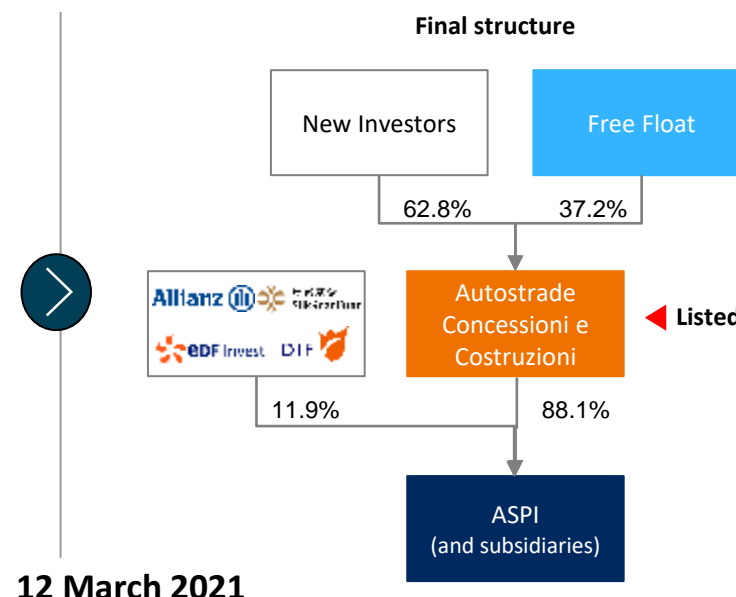 Final structure
New Investors
Free Float
62.8%
37.2%
Allianz
EDF Invest
DIF
Autostrade
Concessioni e
Costruzioni
Listed
11.9%
88.1%
ASPI
(and subsidiaries)
12 March 2021